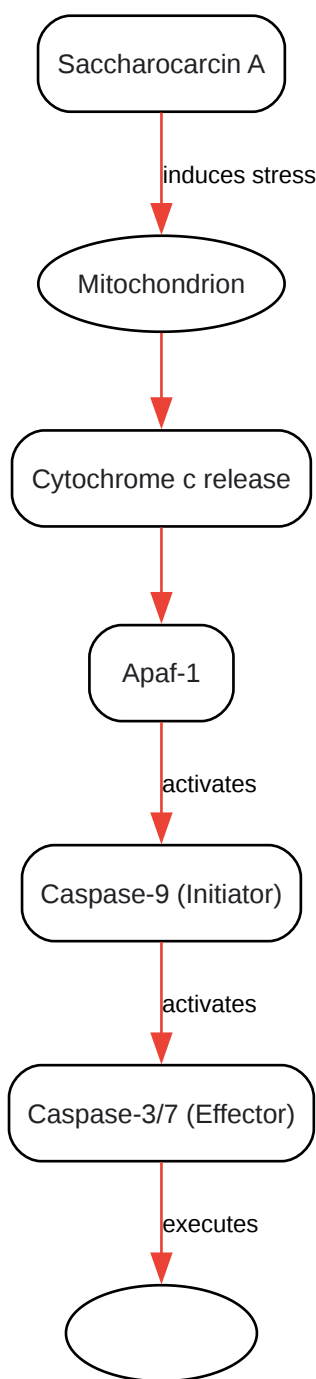 Saccharocarcin A
induces stress
Mitochondrion
Cytochrome c release
Apaf-1
activates
Caspase-9 (Initiator)
activates
Caspase-3/7 (Effector)
executes